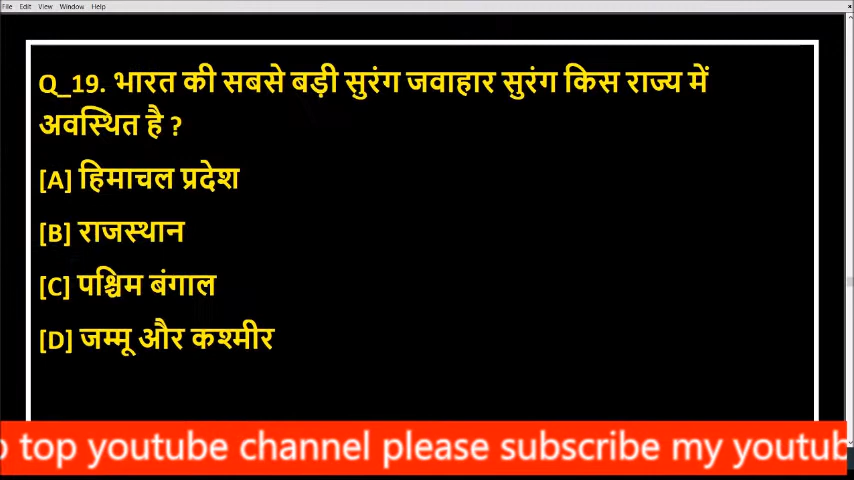 File Edit View Window Help
Q_19. भारत की सबसे बड़ी सुरंग जवाहार सुरंग किस राज्य में
अवस्थित है ?
[A] हिमाचल प्रदेश
[B] राजस्थान
[C] पश्चिम बंगाल
[D] जम्मू और कश्मीर
top youtube channel please subscribe my youtub